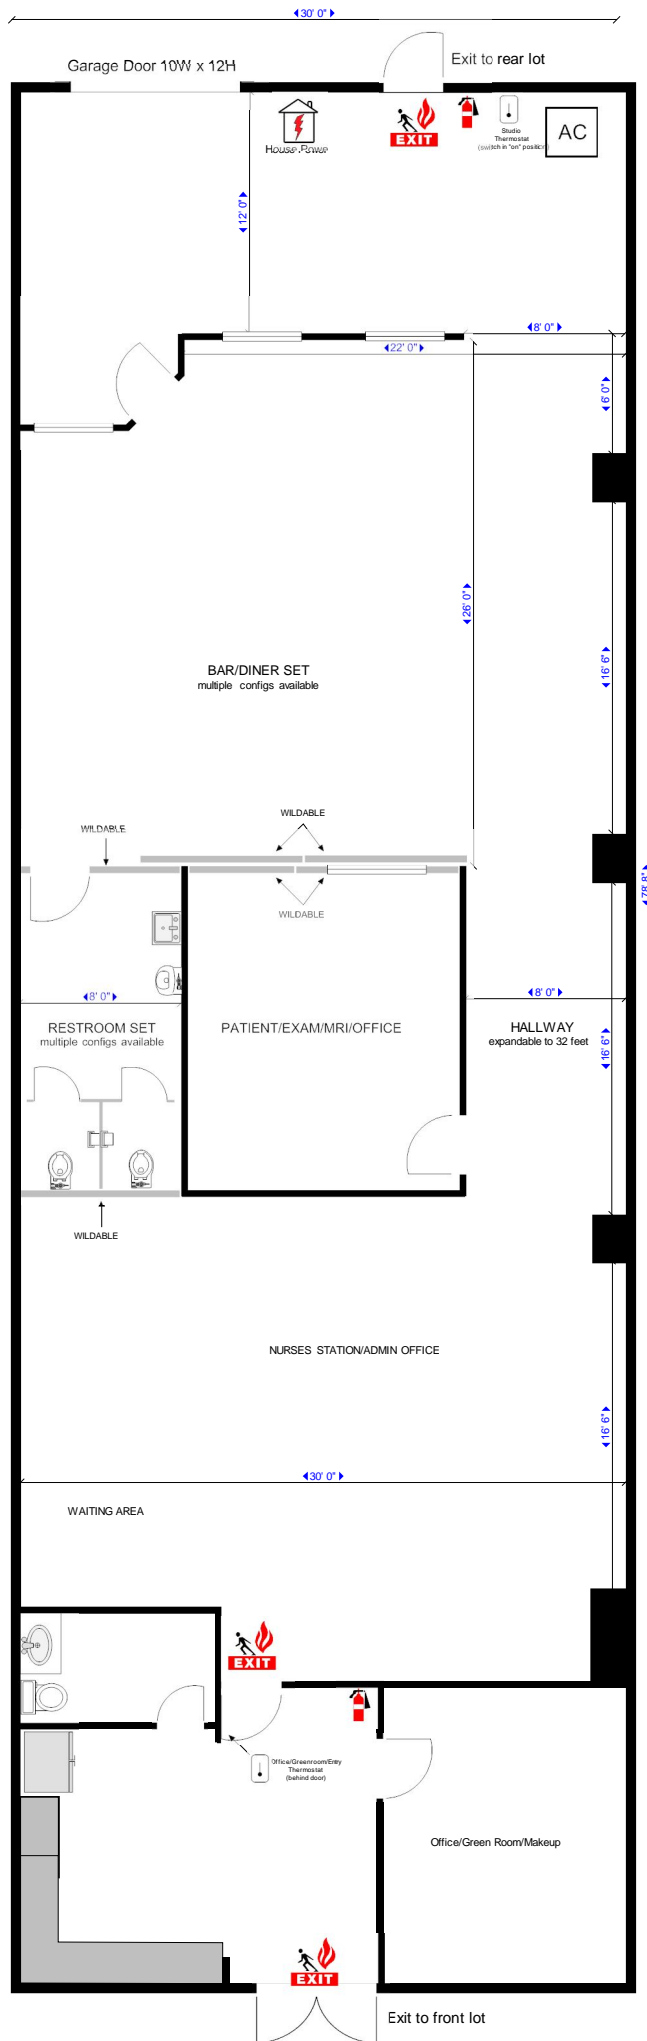 30' 0"
Garage Door 10W x 12H
Exit to rear lot
House Powe
EXIT
Studio
Thermostat
(switch in "on" position)
AC
12' 0"
8' 0"
22' 0"
6' 0"
26' 0"
16' 6"
BAR/DINER SET
multiple configs available
WILDABLE
WILDABLE
78' 8"
WILDABLE
8' 0"
8' 0"
RESTROOM SET
multiple configs available
PATIENT/EXAM/MRI/OFFICE
HALLWAY
expandable to 32 feet
16' 6"
WILDABLE
NURSES STATION/ADMIN OFFICE
16' 6"
30' 0"
WAITING AREA
EXIT
Office/Greenroom/Entry
Thermostat
(behind door)
Office/Green Room/Makeup
EXIT
Exit to front lot